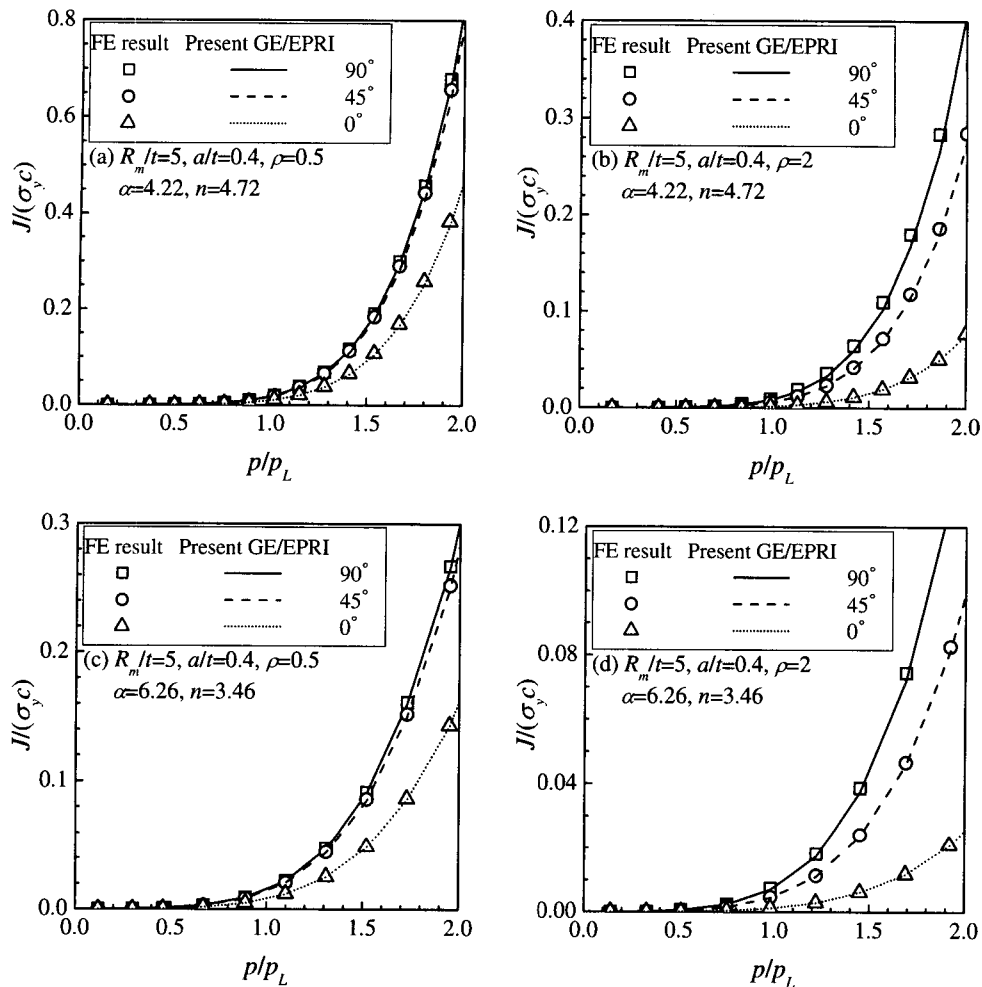 FE result Present GE/EPRI
90°
45°
0°
(a) R_m/t=5, a/t=0.4, ρ=0.5
α=4.22, n=4.72
J/(σ_y c)
0.8
0.6
0.4
0.2
0.0
0.0 0.5 1.0 1.5 2.0
p/p_L
FE result Present GE/EPRI
90°
45°
0°
(b) R_m/t=5, a/t=0.4, ρ=2
α=4.22, n=4.72
J/(σ_y c)
0.4
0.3
0.2
0.1
0.0
0.0 0.5 1.0 1.5 2.0
p/p_L
FE result Present GE/EPRI
90°
45°
0°
(c) R_m/t=5, a/t=0.4, ρ=0.5
α=6.26, n=3.46
J/(σ_y c)
0.3
0.2
0.1
0.0
0.0 0.5 1.0 1.5 2.0
p/p_L
FE result Present GE/EPRI
90°
45°
0°
(d) R_m/t=5, a/t=0.4, ρ=2
α=6.26, n=3.46
J/(σ_y c)
0.12
0.08
0.04
0.00
0.0 0.5 1.0 1.5 2.0
p/p_L